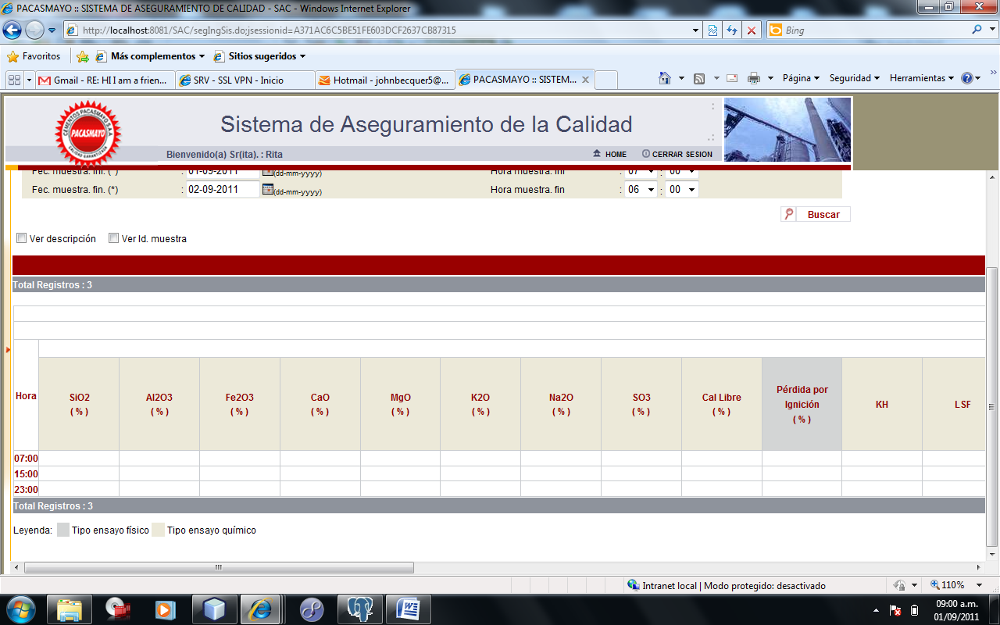 PACASMAYO :: SISTEMA DE ASEGURAMIENTO DE CALIDAD - SAC - Windows Internet Explorer
http://localhost:8081/SAC/segIngSis.do;jsessionid=A371AC6C5BE51FE603DCF2637CB87315
Bing
Favoritos Más complementos Sitios sugeridos
Gmail - RE: HI I am a frien... SRV - SSL VPN - Inicio Hotmail - johnbecquer5@... PACASMAYO :: SISTEM... Página Seguridad Herramientas
CEMENTOS PACASMAYO S.A.A.
PACASMAYO
CALIDAD GARANTIZADA
Sistema de Aseguramiento de la Calidad
Bienvenido(a) Sr(ita). : Rita HOME CERRAR SESION
Fec. muestra. ini. (*) : 01-09-2011 (dd-mm-yyyy) Hora muestra. ini : 07 : 00
Fec. muestra. fin. (*) : 02-09-2011 (dd-mm-yyyy) Hora muestra. fin : 06 : 00
Buscar
Ver descripción Ver Id. muestra
Total Registros : 3
Hora SiO2 ( % ) Al2O3 ( % ) Fe2O3 ( % ) CaO ( % ) MgO ( % ) K2O ( % ) Na2O ( % ) SO3 ( % ) Cal Libre ( % ) Pérdida por Ignición ( % ) KH LSF
07:00
15:00
23:00
Total Registros : 3
Leyenda: Tipo ensayo físico Tipo ensayo químico
Intranet local | Modo protegido: desactivado 110%
09:00 a.m.
01/09/2011